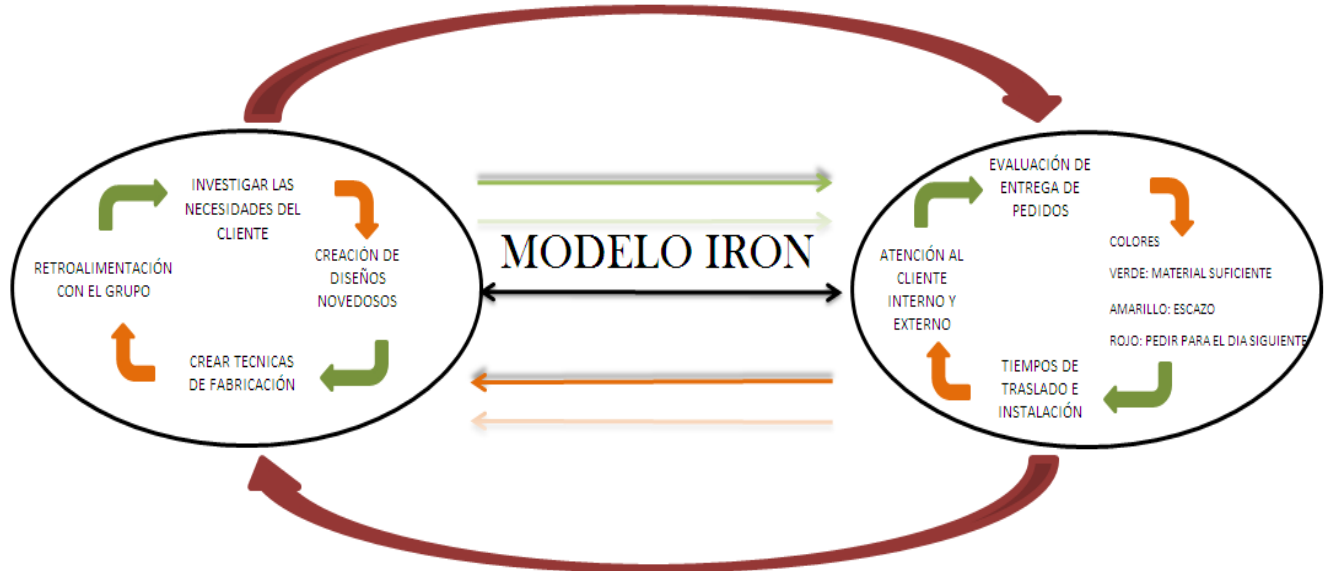 INVESTIGAR LAS
NECESIDADES DEL
CLIENTE
CREACIÓN DE
DISEÑOS
NOVEDOSOS
CREAR TECNICAS
DE FABRICACIÓN
RETROALIMENTACIÓN
CON EL GRUPO
MODELO IRON
EVALUACIÓN DE
ENTREGA DE
PEDIDOS
COLORES
VERDE: MATERIAL SUFICIENTE
AMARILLO: ESCAZO
ROJO: PEDIR PARA EL DIA SIGUIENTE
TIEMPOS DE
TRASLADO E
INSTALACIÓN
ATENCIÓN AL
CLIENTE
INTERNO Y
EXTERNO